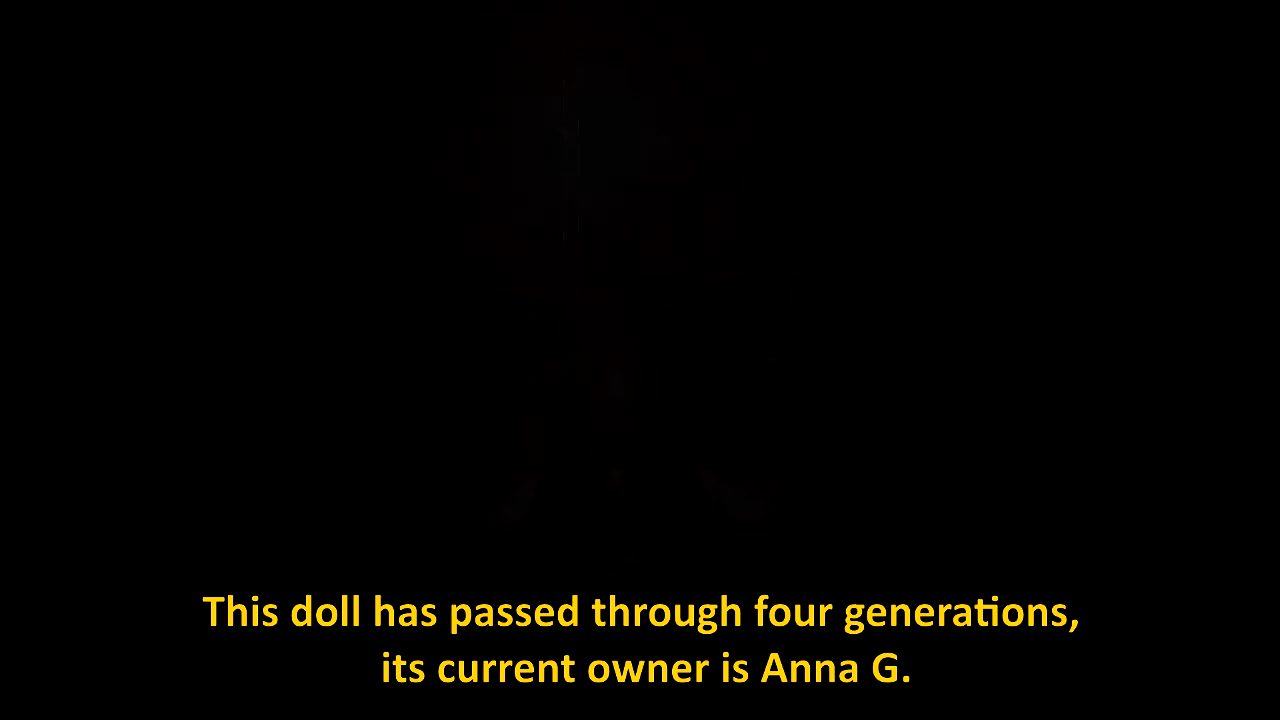 This doll has passed through four generations,
its current owner is Anna G.